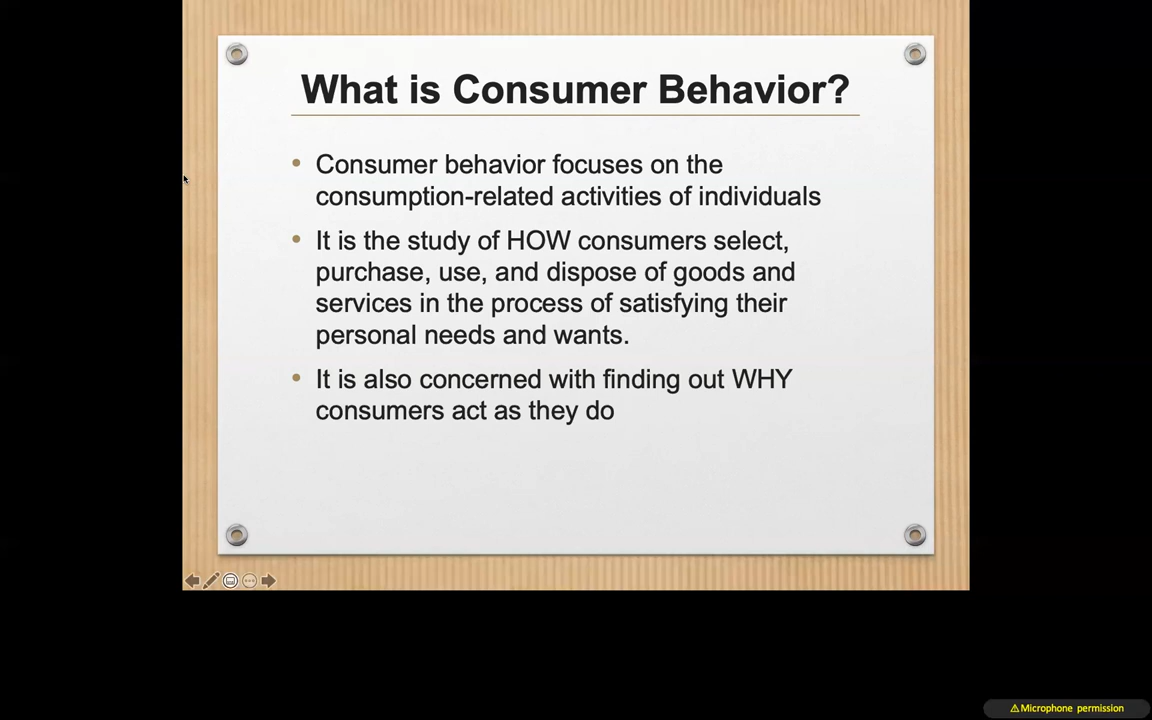 What is Consumer Behavior?
• Consumer behavior focuses on the
consumption-related activities of individuals
• It is the study of HOW consumers select,
purchase, use, and dispose of goods and
services in the process of satisfying their
personal needs and wants.
• It is also concerned with finding out WHY
consumers act as they do
⚠Microphone permission